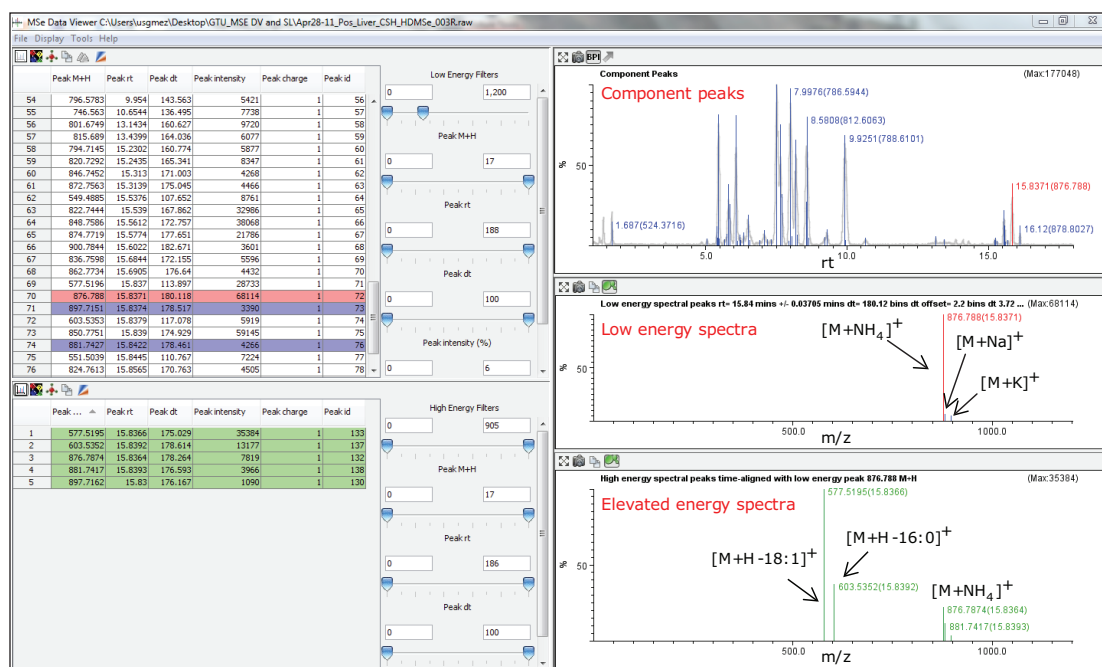 MSe Data Viewer C:\Users\usgmez\Desktop\GTU_MSE DV and SL\Apr28-11_Pos_Liver_CSH_HDMSe_003R.raw
File Display Tools Help
Peak M+H Peak rt Peak dt Peak intensity Peak charge Peak id
54 796.5783 9.954 143.563 5421 1 56
55 746.563 10.6544 136.495 7738 1 57
56 801.6749 13.1434 160.627 9720 1 58
57 815.689 13.4399 164.036 6077 1 59
58 794.7145 15.2302 160.774 5877 1 60
59 820.7292 15.2435 165.341 8347 1 61
60 846.7452 15.313 171.003 4268 1 62
61 872.7563 15.3139 175.045 4466 1 63
62 549.4885 15.5376 107.652 8761 1 64
63 822.7444 15.539 167.862 32986 1 65
64 848.7586 15.5612 172.757 38068 1 66
65 874.7719 15.5774 177.651 21786 1 67
66 900.7844 15.6022 182.671 3601 1 68
67 836.7598 15.6844 172.155 5596 1 69
68 862.7734 15.6905 176.64 4432 1 70
69 577.5196 15.837 113.897 28733 1 71
70 876.788 15.8371 180.118 68114 1 72
71 897.7151 15.8374 178.517 3390 1 73
72 603.5353 15.8379 117.078 5919 1 74
73 850.7751 15.839 174.929 59145 1 75
74 881.7427 15.8422 178.461 4266 1 76
75 551.5039 15.8445 110.767 7224 1 77
76 824.7613 15.8565 170.763 4505 1 78
Low Energy Filters
0 1,200
Peak M+H
0 17
Peak rt
0 188
Peak dt
0 100
Peak intensity (%)
0 6
BPI
Component Peaks (Max:177048)
Component peaks
7.9976(786.5944)
8.5808(812.6063)
9.9251(788.6101)
15.8371(876.788)
1.687(524.3716)
16.12(878.8027)
% 50
5.0 10.0 15.0
rt
Low energy spectral peaks rt= 15.84 mins +/- 0.03705 mins dt= 180.12 bins dt offset= 2.2 bins dt 3.72 ... (Max:68114)
876.788(15.8371)
Low energy spectra
[M+NH4]+
[M+Na]+
[M+K]+
% 50
500.0 1000.0
m/z
Peak ... Peak rt Peak dt Peak intensity Peak charge Peak id
1 577.5195 15.8366 175.029 35384 1 133
2 603.5352 15.8392 178.614 13177 1 137
3 876.7874 15.8364 178.264 7819 1 132
4 881.7417 15.8393 176.593 3966 1 138
5 897.7162 15.83 176.167 1090 1 130
High Energy Filters
0 905
Peak M+H
0 17
Peak rt
0 186
Peak dt
0 100
High energy spectral peaks time-aligned with low energy peak 876.788 M+H (Max:35384)
577.5195(15.8366)
Elevated energy spectra
[M+H -16:0]+
[M+H-18:1]+
603.5352(15.8392)
[M+NH4]+
876.7874(15.8364)
881.7417(15.8393)
% 50
500.0 1000.0
m/z